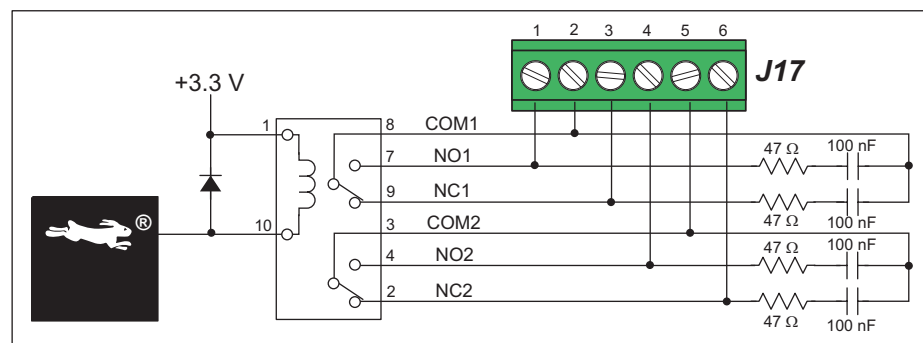 1 2 3 4 5 6
J17
+3.3 V
1
8 COM1
7 NO1
9 NC1
10
3 COM2
4 NO2
2 NC2
®
47 Ω 100 nF
47 Ω 100 nF
47 Ω 100 nF
47 Ω 100 nF